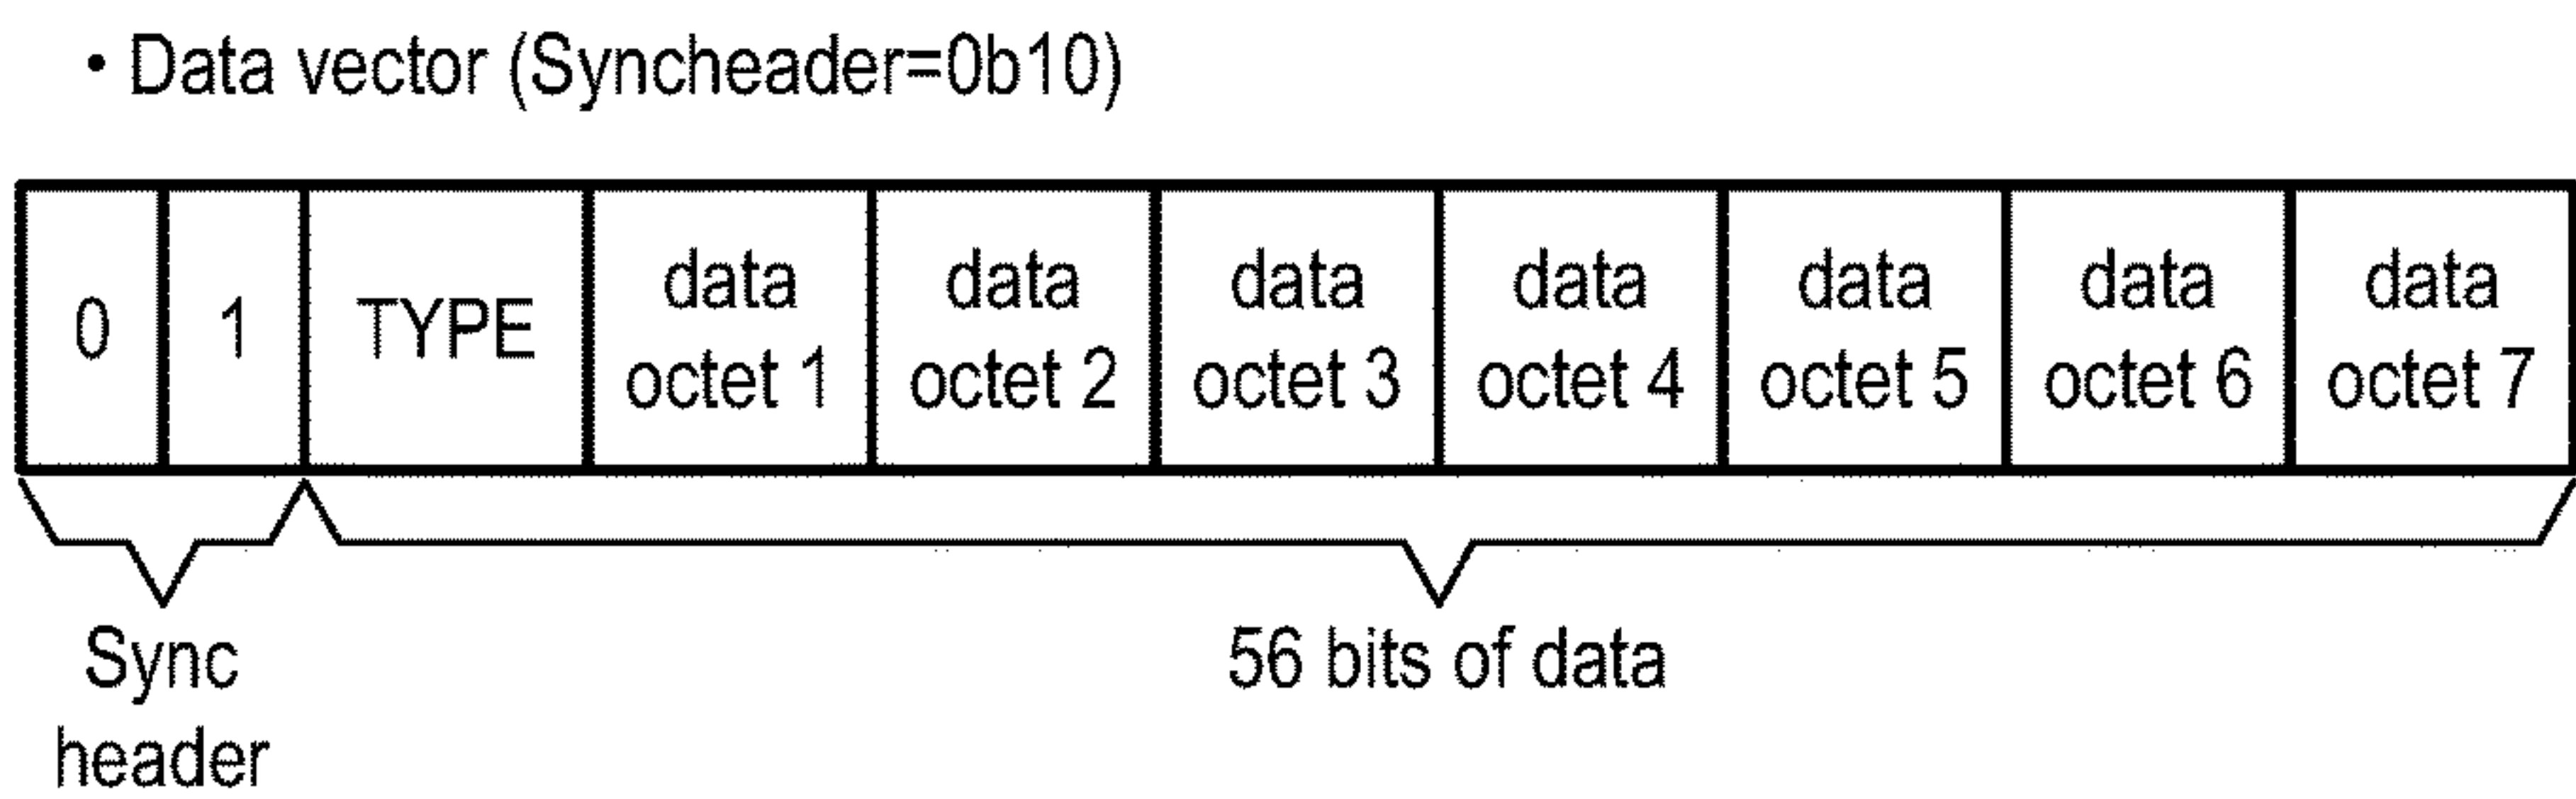 • Data vector (Syncheader=0b10)
0 1 TYPE data octet 1 data octet 2 data octet 3 data octet 4 data octet 5 data octet 6 data octet 7
Sync header
56 bits of data